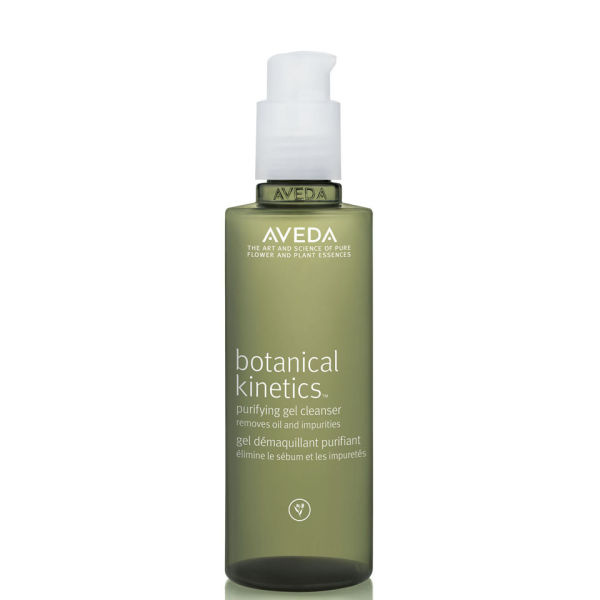 AVEDA
AVEDA
THE ART AND SCIENCE OF PURE
FLOWER AND PLANT ESSENCES
botanical
kinetics™
purifying gel cleanser
removes oil and impurities
gel démaquillant purifiant
élimine le sébum et les impuretés